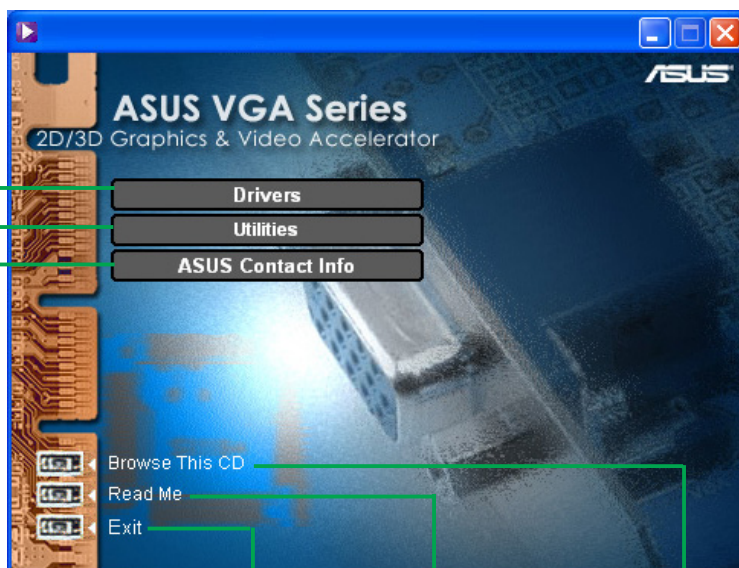 ASUS
ASUS VGA Series
2D/3D Graphics & Video Accelerator
Drivers
Utilities
ASUS Contact Info
Browse This CD
Read Me
Exit